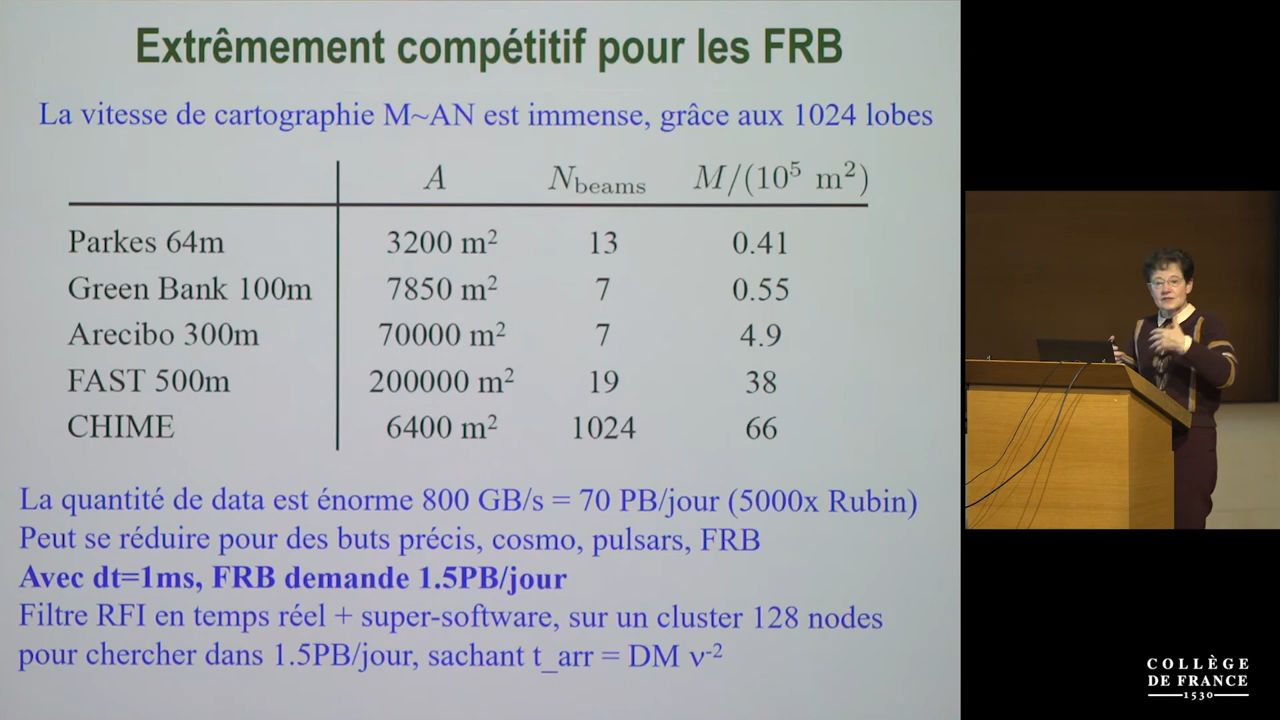 Extrêmement compétitif pour les FRB
La vitesse de cartographie M~AN est immense, grâce aux 1024 lobes
A N_beams M/(10⁵ m²)
Parkes 64m 3200 m² 13 0.41
Green Bank 100m 7850 m² 7 0.55
Arecibo 300m 70000 m² 7 4.9
FAST 500m 200000 m² 19 38
CHIME 6400 m² 1024 66
La quantité de data est énorme 800 GB/s = 70 PB/jour (5000x Rubin)
Peut se réduire pour des buts précis, cosmo, pulsars, FRB
Avec dt=1ms, FRB demande 1.5PB/jour
Filtre RFI en temps réel + super-software, sur un cluster 128 nodes
pour chercher dans 1.5PB/jour, sachant t_arr = DM ν⁻²
COLLÈGE
DE FRANCE
1530